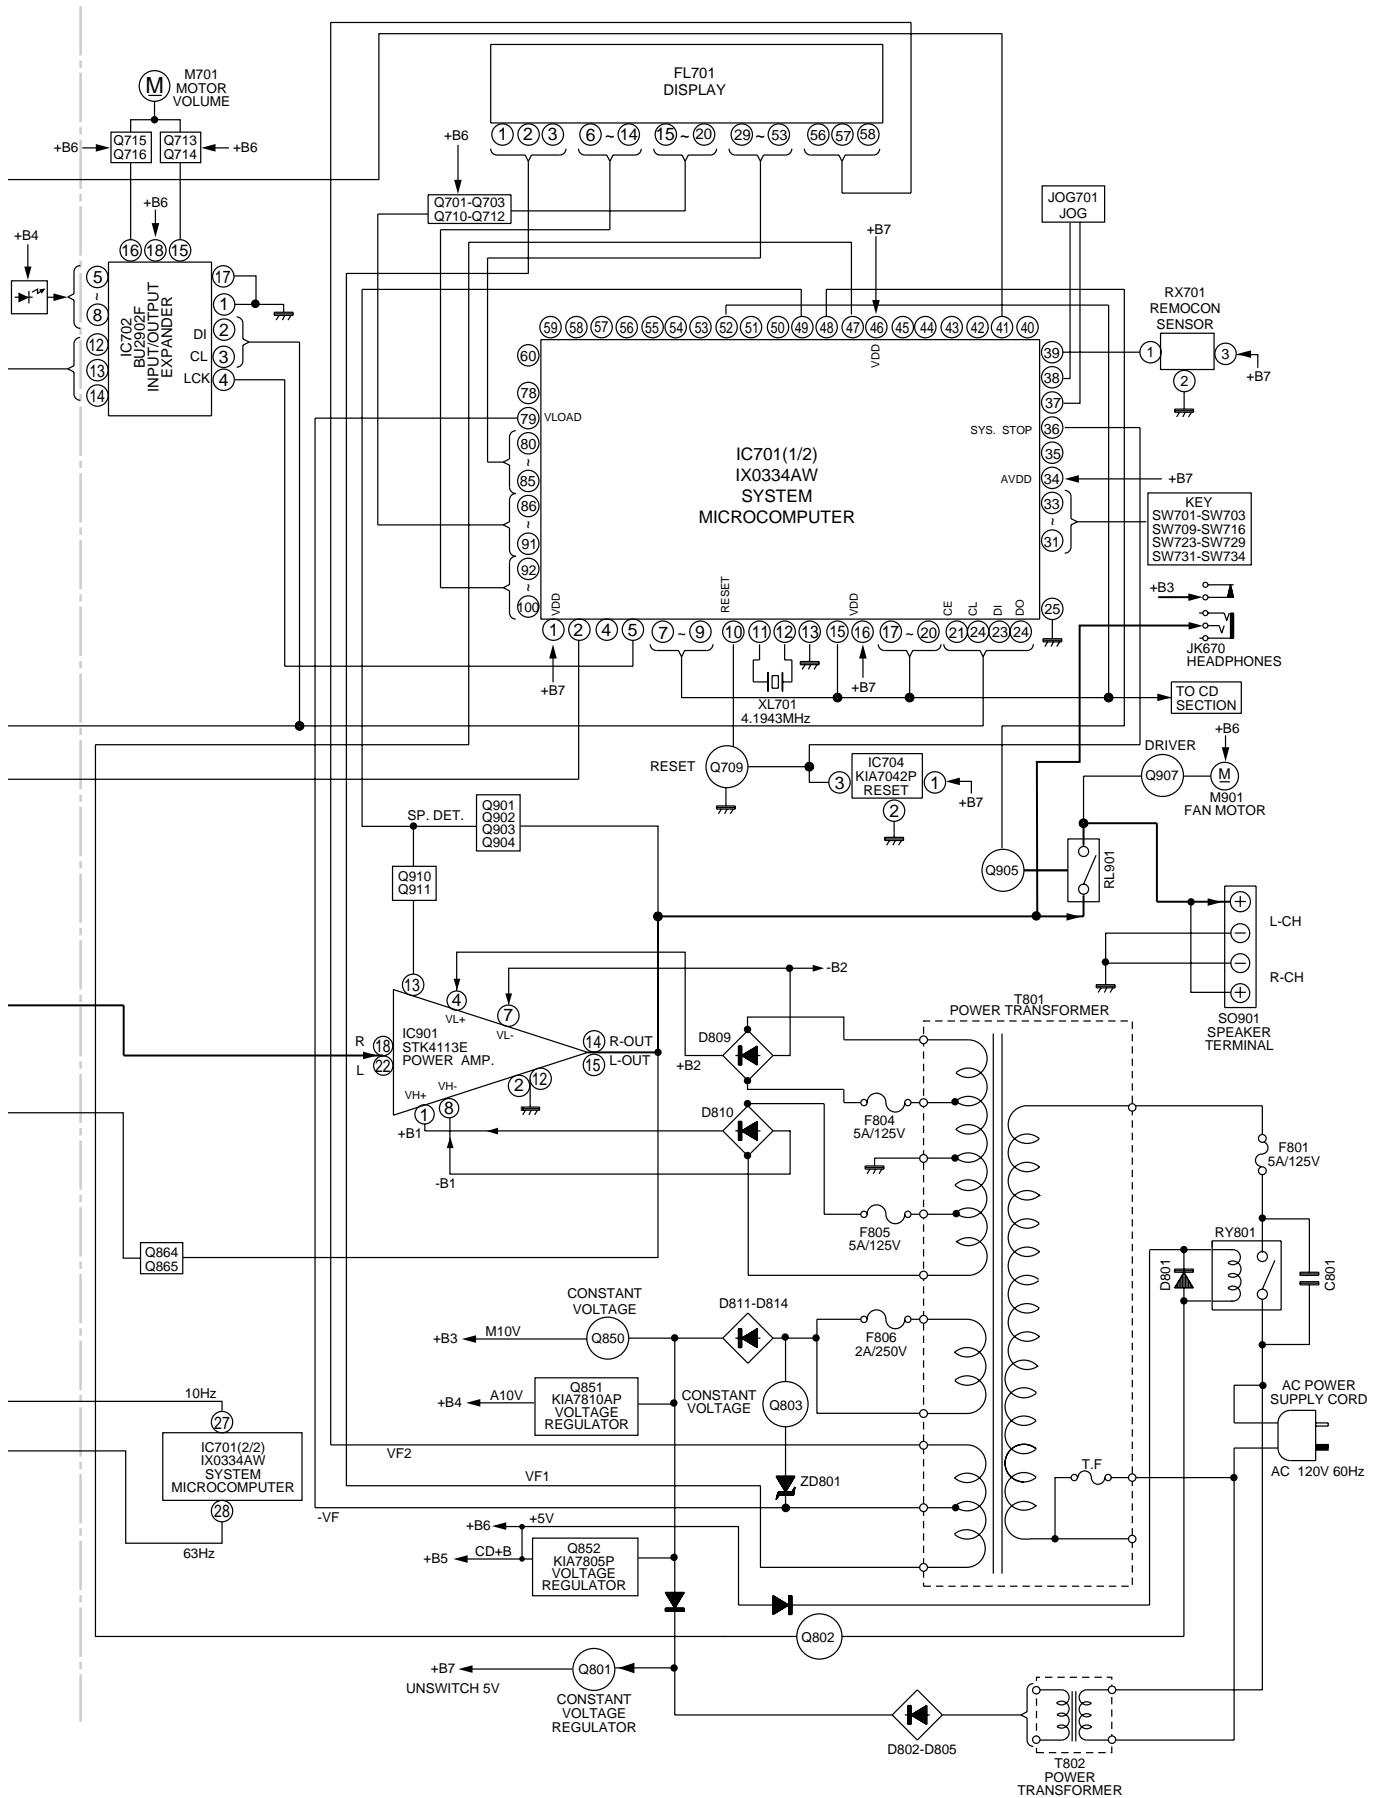 M701
MOTOR
VOLUME
M
Q715
Q716
Q713
Q714
+B6
+B6
+B6
16
18
15
+B4
5
~
8
12
13
14
IC702
BU2902F
INPUT/OUTPUT
EXPANDER
DI
CL
LCK
17
1
2
3
4
FL701
DISPLAY
1 2 3 6 ~ 14 15 ~ 20 29 ~ 53 56 57 58
+B6
Q701-Q703
Q710-Q712
+B7
JOG701
JOG
RX701
REMOCON
SENSOR
1
3
2
+B7
59 58 57 56 55 54 53 52 51 50 49 48 47 46 45 44 43 42 41 40
VDD
60
78
79
VLOAD
80
~
85
86
~
91
92
~
100
39
38
37
36
SYS. STOP
35
34
AVDD
+B7
33
~
31
25
IC701(1/2)
IX0334AW
SYSTEM
MICROCOMPUTER
KEY
SW701-SW703
SW709-SW716
SW723-SW729
SW731-SW734
VDD
RESET
VDD
CE
CL
DI
DO
1 2 4 5 7 ~ 9 10 11 12 13 15 16 17 ~ 20 21 24 23 24
+B7
+B7
XL701
4.1943MHz
+B3
JK670
HEADPHONES
TO CD
SECTION
RESET
Q709
3
IC704
KIA7042P
RESET
1
2
+B7
DRIVER
Q907
+B6
M
M901
FAN MOTOR
SP. DET.
Q901
Q902
Q903
Q904
Q910
Q911
Q905
RL901
+
−
−
+
L-CH
R-CH
SO901
SPEAKER
TERMINAL
-B2
13
4
7
VL+
VL-
R
L
18
22
IC901
STK4113E
POWER AMP.
14
15
R-OUT
L-OUT
VH+
VH-
1
8
2
12
+B1
-B1
D809
+B2
D810
T801
POWER TRANSFORMER
F804
5A/125V
F805
5A/125V
F801
5A/125V
RY801
D801
C801
Q864
Q865
CONSTANT
VOLTAGE
+B3
M10V
Q850
D811-D814
F806
2A/250V
+B4
A10V
Q851
KIA7810AP
VOLTAGE
REGULATOR
CONSTANT
VOLTAGE
Q803
AC POWER
SUPPLY CORD
AC 120V 60Hz
10Hz
27
IC701(2/2)
IX0334AW
SYSTEM
MICROCOMPUTER
28
63Hz
VF2
VF1
ZD801
-VF
T.F
+B6
+5V
+B5
CD+B
Q852
KIA7805P
VOLTAGE
REGULATOR
Q802
+B7
UNSWITCH 5V
Q801
CONSTANT
VOLTAGE
REGULATOR
D802-D805
T802
POWER
TRANSFORMER